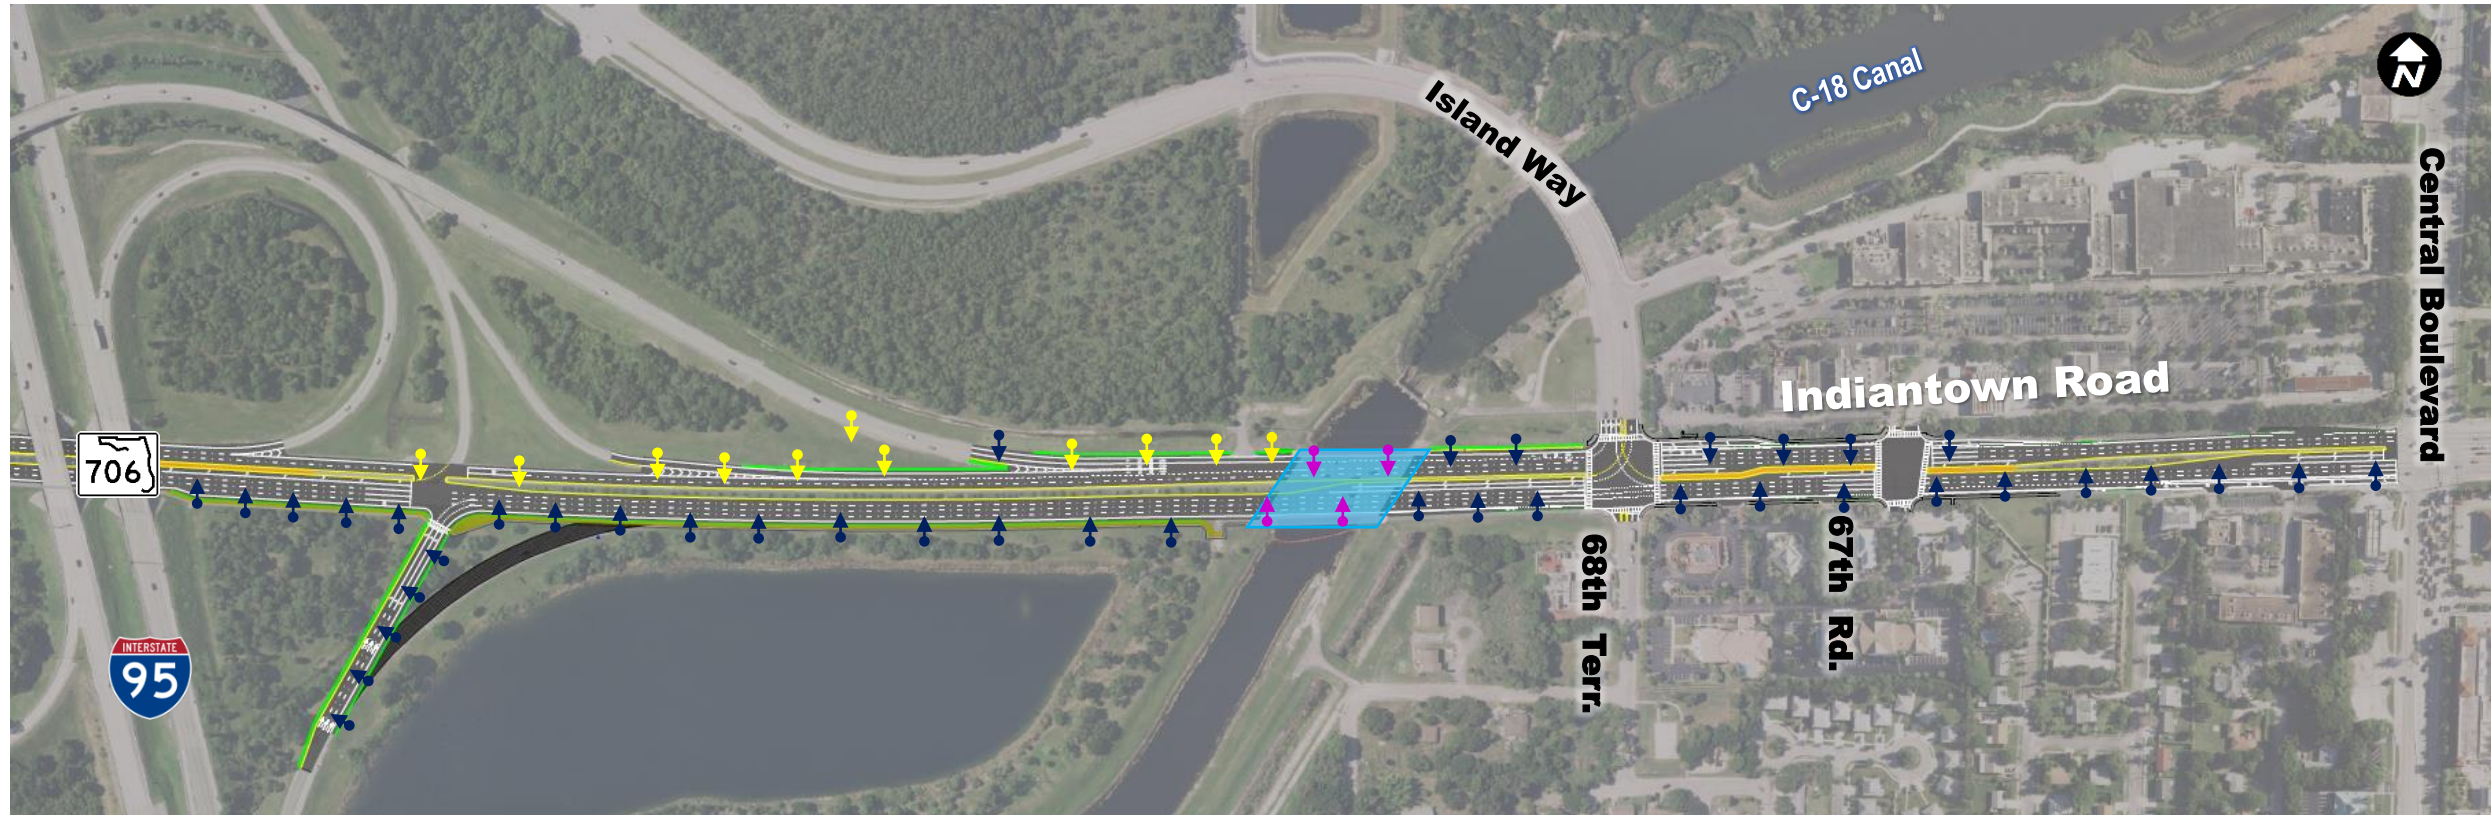 N
C-18 Canal
Island Way
Central Boulevard
Indiantown Road
706
68th Terr.
67th Rd.
INTERSTATE
95